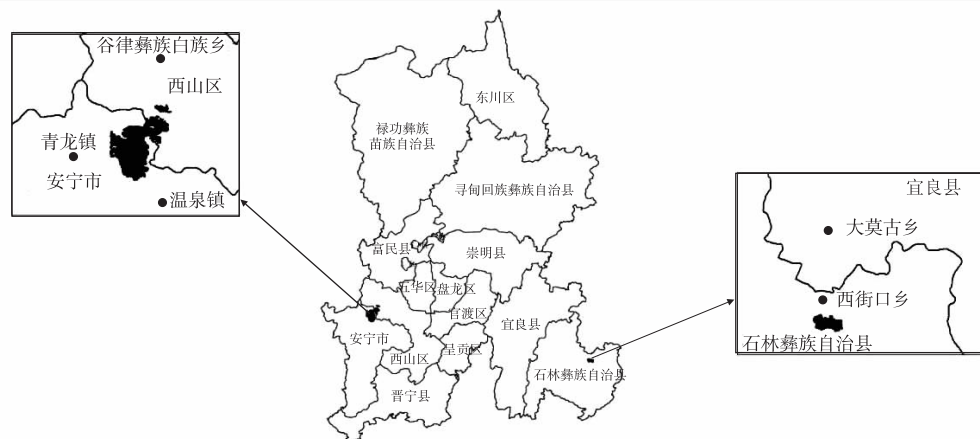 谷律彝族白族乡
西山区
青龙镇
安宁市
温泉镇
东川区
禄功彝族
苗族自治县
寻甸回族彝族自治县
富民县
崇明县
五华区
盘龙区
官渡区
宜良县
安宁市
西山区
呈贡区
石林彝族自治县
晋宁县
宜良县
大莫古乡
西街口乡
石林彝族自治县